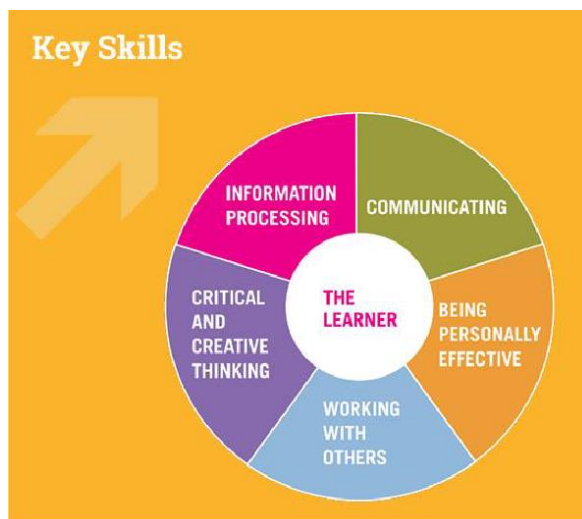 Key Skills
INFORMATION
PROCESSING
COMMUNICATING
CRITICAL
AND
CREATIVE
THINKING
THE
LEARNER
BEING
PERSONALLY
EFFECTIVE
WORKING
WITH
OTHERS